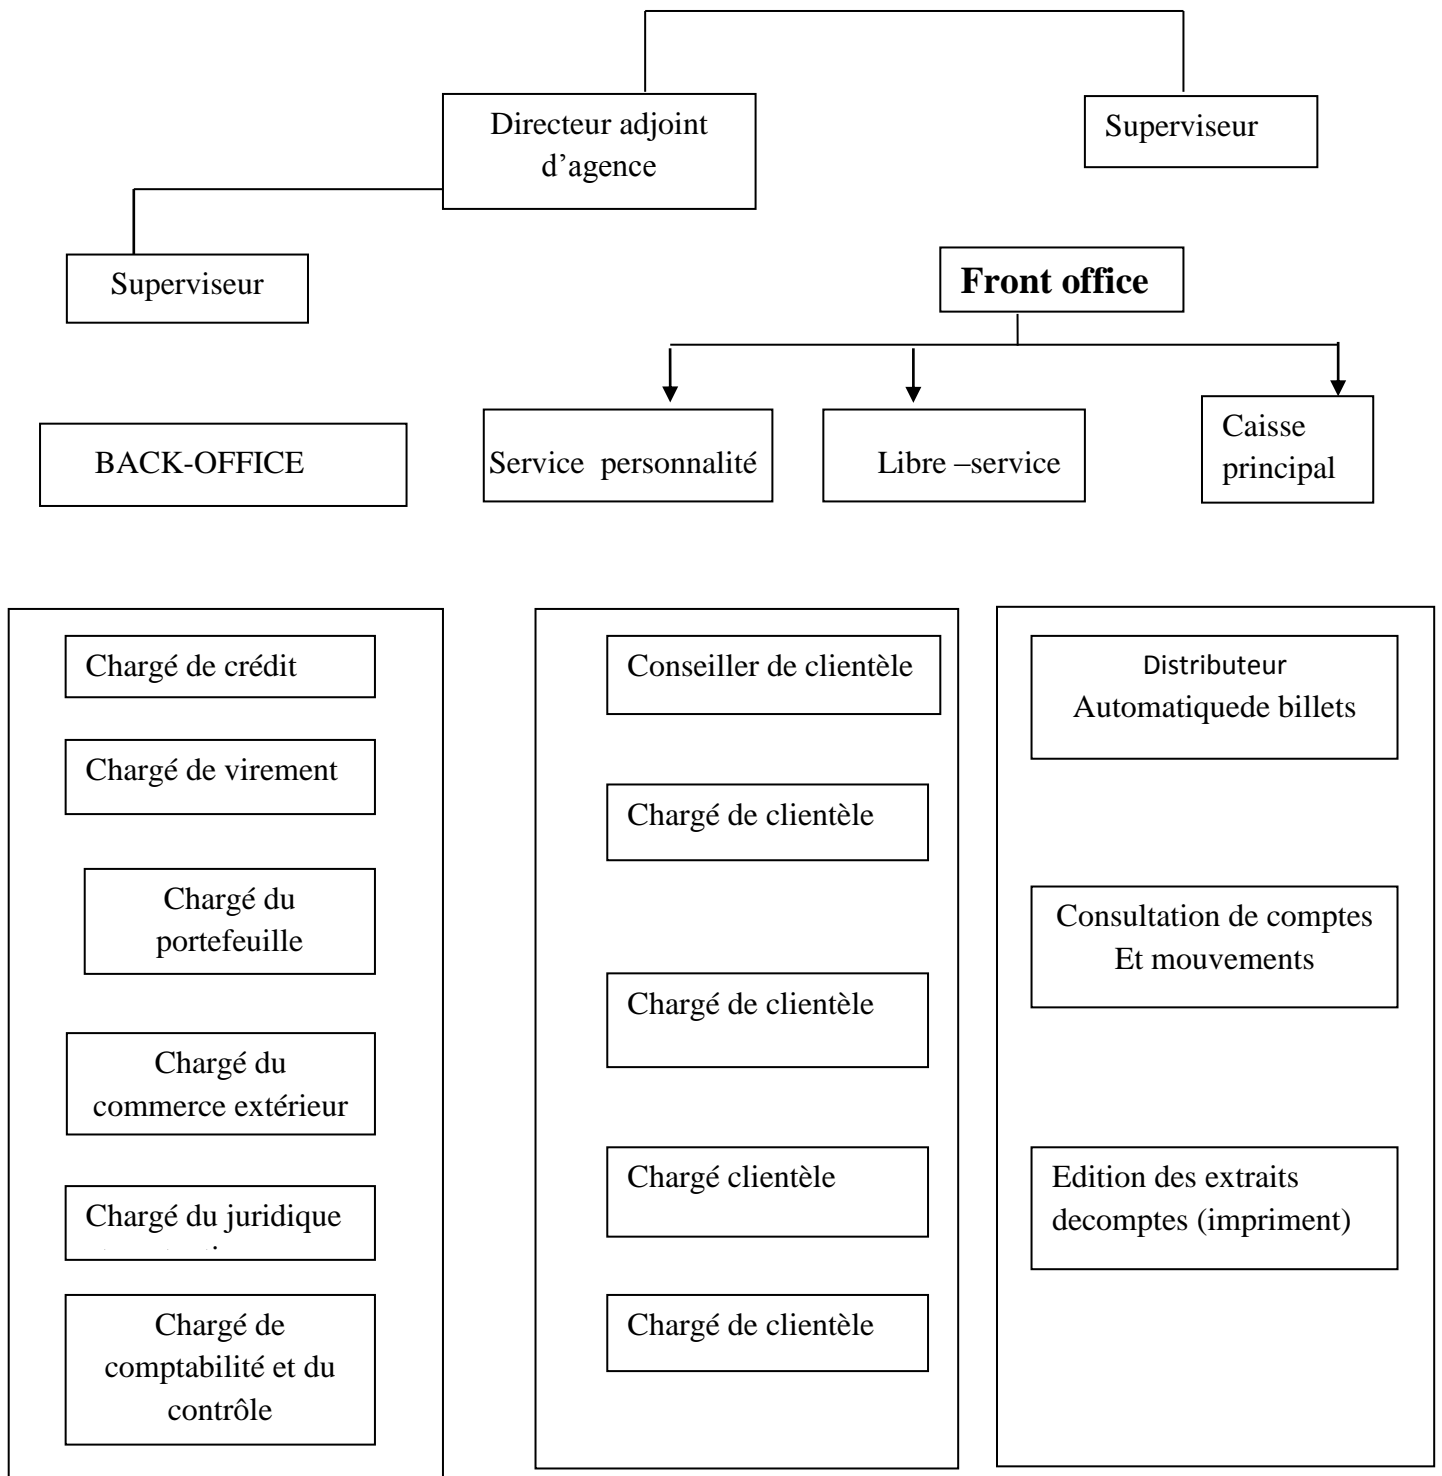 Directeur adjoint
d’agence
Superviseur
Superviseur
Front office
BACK-OFFICE
Service personnalité
Libre –service
Caisse
principal
Chargé de crédit
Chargé de virement
Chargé du
portefeuille
Chargé du
commerce extérieur
Chargé du juridique
Chargé de
comptabilité et du
contrôle
Conseiller de clientèle
Chargé de clientèle
Chargé de clientèle
Chargé clientèle
Chargé de clientèle
Distributeur
Automatiquede billets
Consultation de comptes
Et mouvements
Edition des extraits
decomptes (impriment)